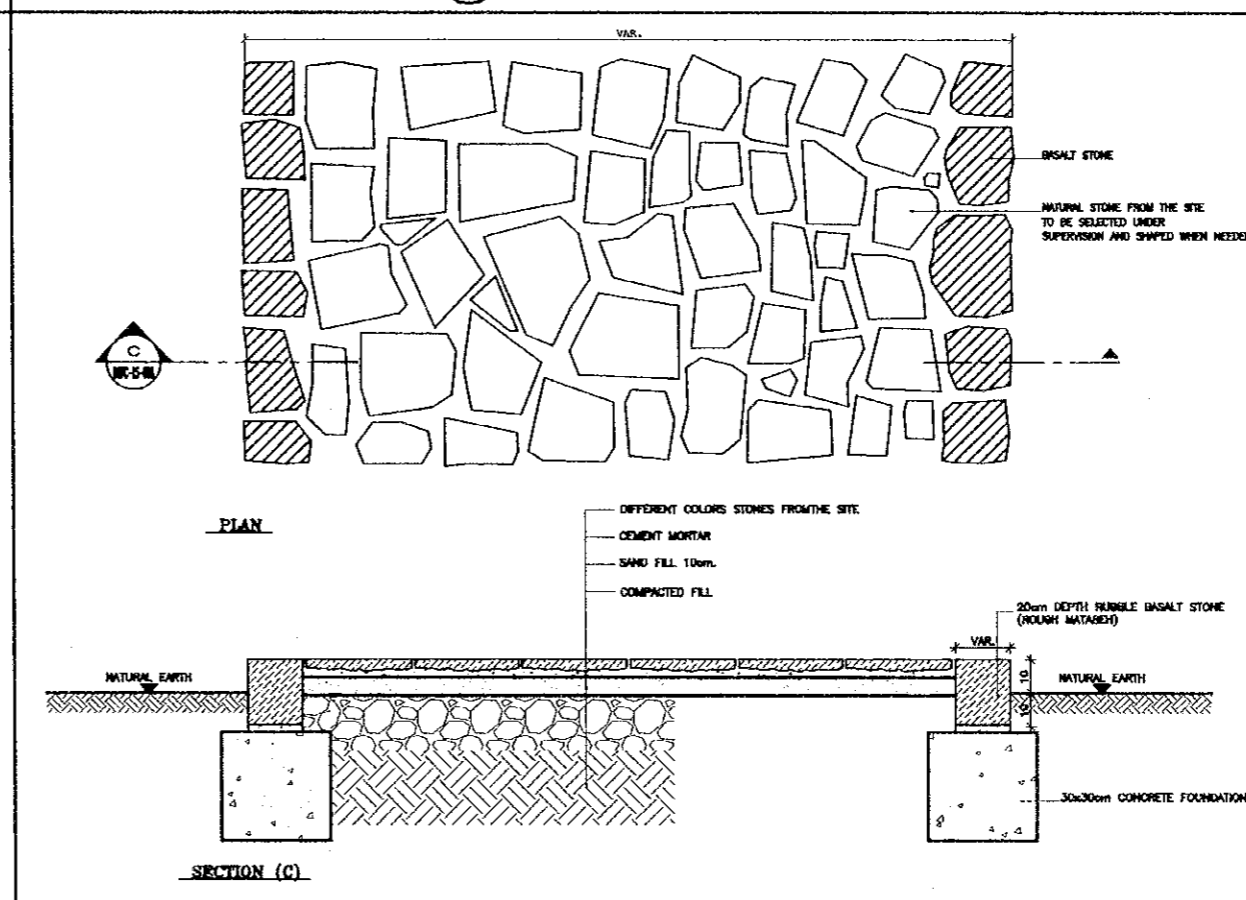 VAR.
BASALT STONE
NATURAL STONE FROM THE SITE
TO BE SELECTED UNDER
SUPERVISION AND SHAPED WHEN NEEDED
C
PLAN
DIFFERENT COLORS STONES FROMTHE SITE
CEMENT MORTAR
SAND FILL 10cm.
COMPACTED FILL
20cm DEPTH RUBBLE BASALT STONE
(ROUGH MATABEH)
VAR.
NATURAL EARTH
NATURAL EARTH
10
10
30x30cm CONCRETE FOUNDATION
SECTION (C)